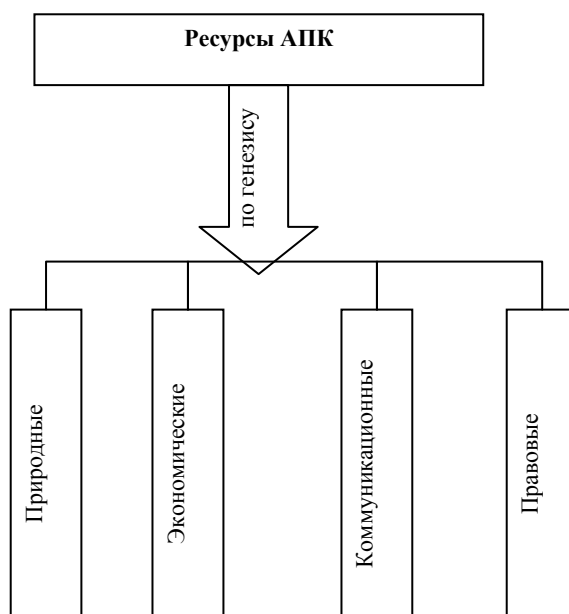 Ресурсы АПК
по генезису
Природные
Экономические
Коммуникационные
Правовые